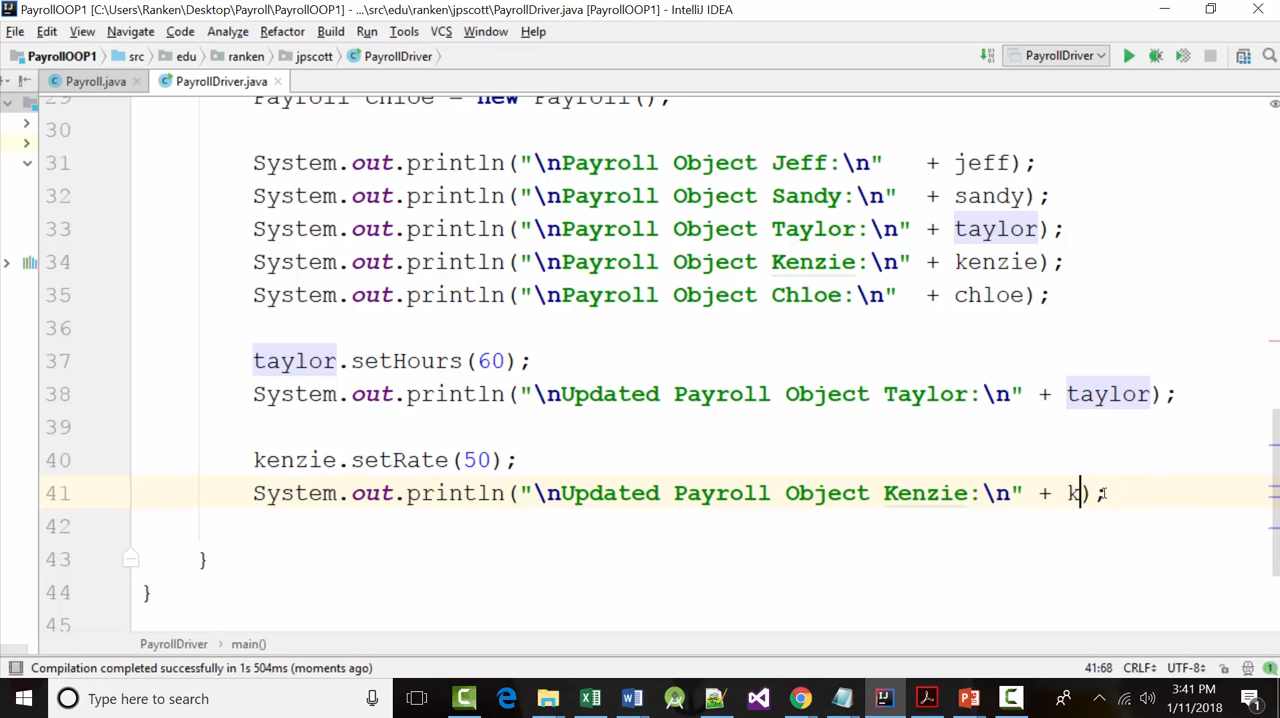 PayrollOOP1 [C:\Users\Ranken\Desktop\Payroll\PayrollOOP1] - ...\src\edu\ranken\jpscott\PayrollDriver.java [PayrollOOP1] - IntelliJ IDEA
File Edit View Navigate Code Analyze Refactor Build Run Tools VCS Window Help
PayrollOOP1 src edu ranken jpscott PayrollDriver PayrollDriver
Payroll.java PayrollDriver.java
29 Payroll chloe = new Payroll();
30
31 System.out.println("\nPayroll Object Jeff:\n" + jeff);
32 System.out.println("\nPayroll Object Sandy:\n" + sandy);
33 System.out.println("\nPayroll Object Taylor:\n" + taylor);
34 System.out.println("\nPayroll Object Kenzie:\n" + kenzie);
35 System.out.println("\nPayroll Object Chloe:\n" + chloe);
36
37 taylor.setHours(60);
38 System.out.println("\nUpdated Payroll Object Taylor:\n" + taylor);
39
40 kenzie.setRate(50);
41 System.out.println("\nUpdated Payroll Object Kenzie:\n" + k);
42
43 }
44 }
45
PayrollDriver › main()
Compilation completed successfully in 1s 504ms (moments ago) 41:68 CRLF UTF-8 1
Type here to search 3:41 PM
1/11/2018